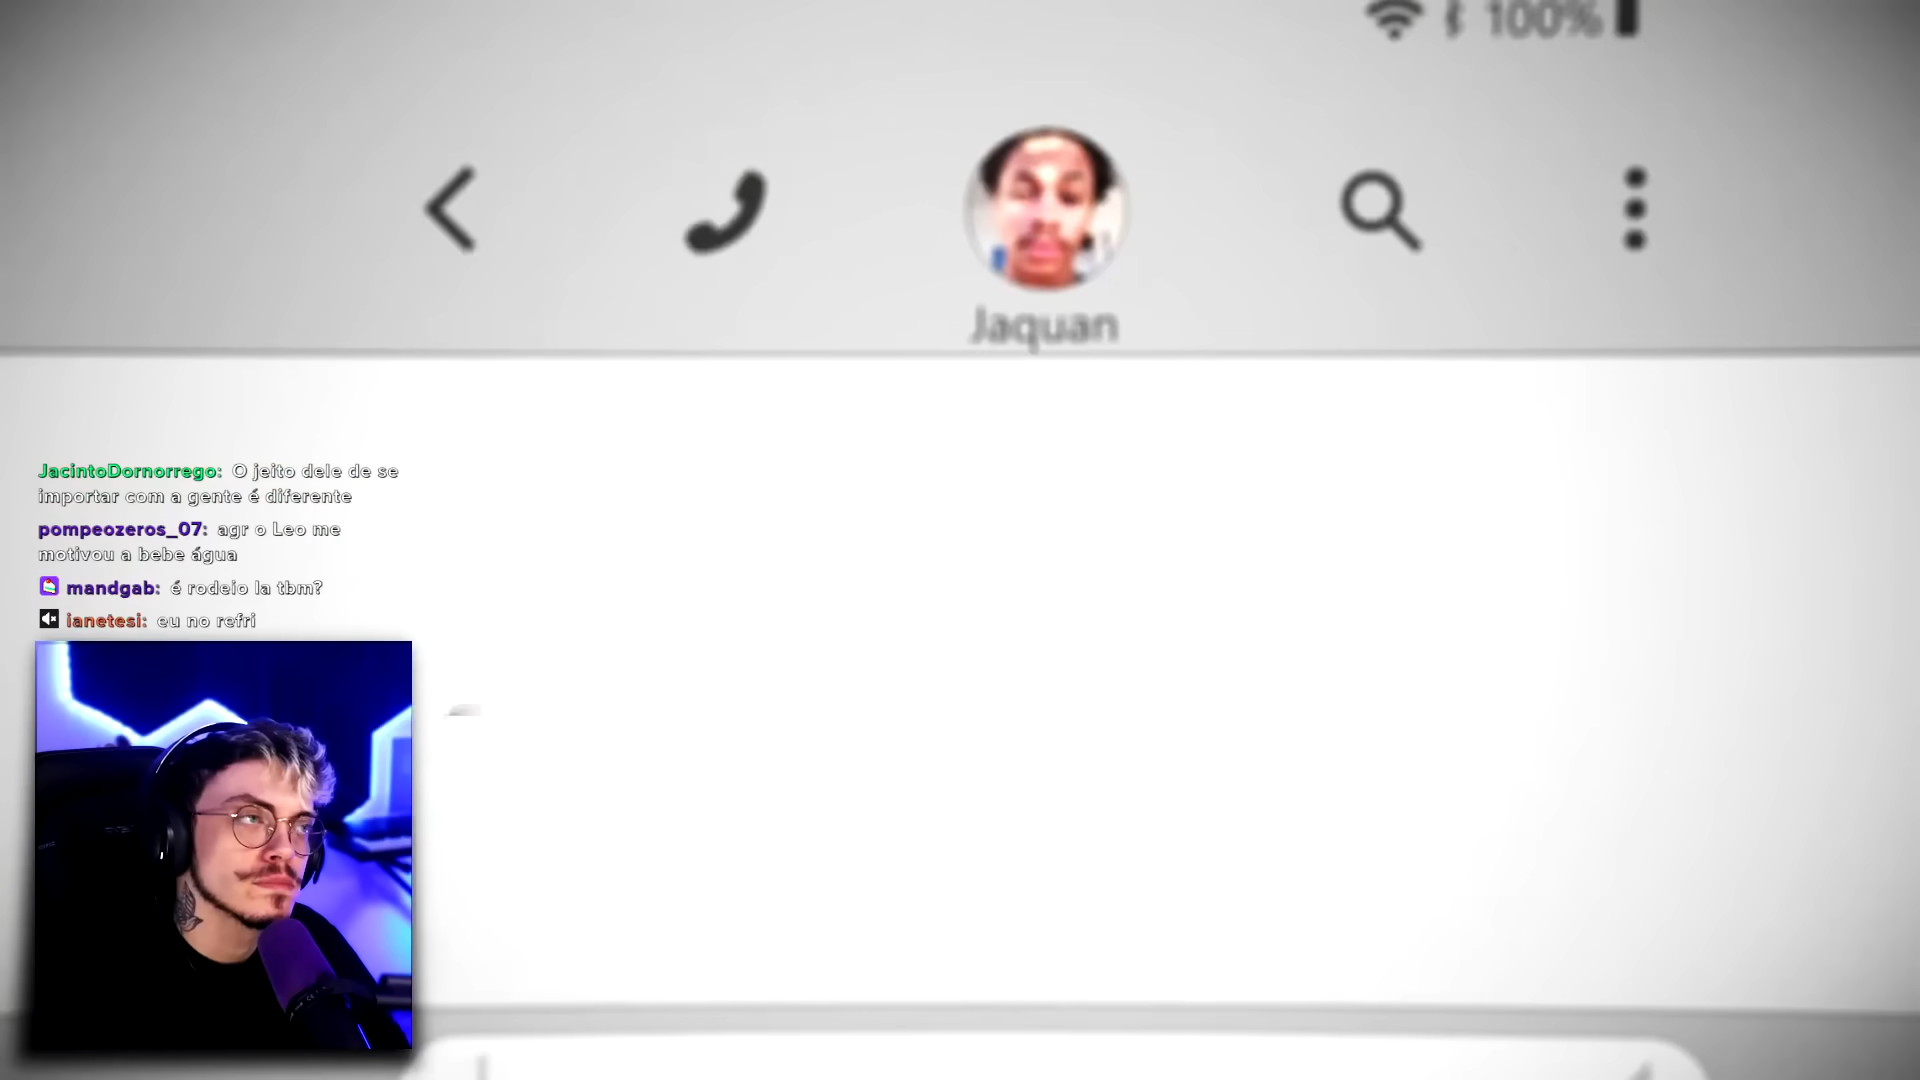 100%
Jaquan
JacintoDornorrego: O jeito dele de se
importar com a gente é diferente
pompeozeros_07: agr o Leo me
motivou a bebe água
mandgab: é rodeio la tbm?
ianetesi: eu no refri